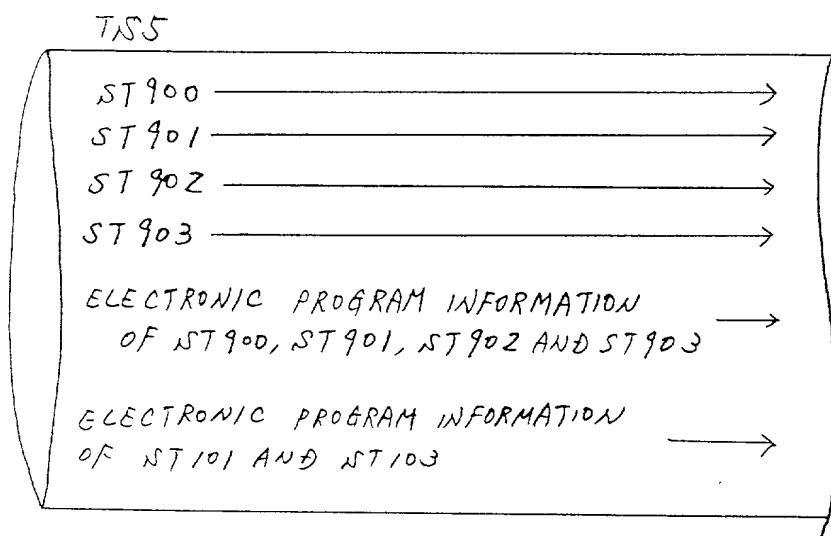 TS5
ST900
ST901
ST902
ST903
ELECTRONIC PROGRAM INFORMATION
OF ST900, ST901, ST902 AND ST903
ELECTRONIC PROGRAM INFORMATION
OF ST101 AND ST103